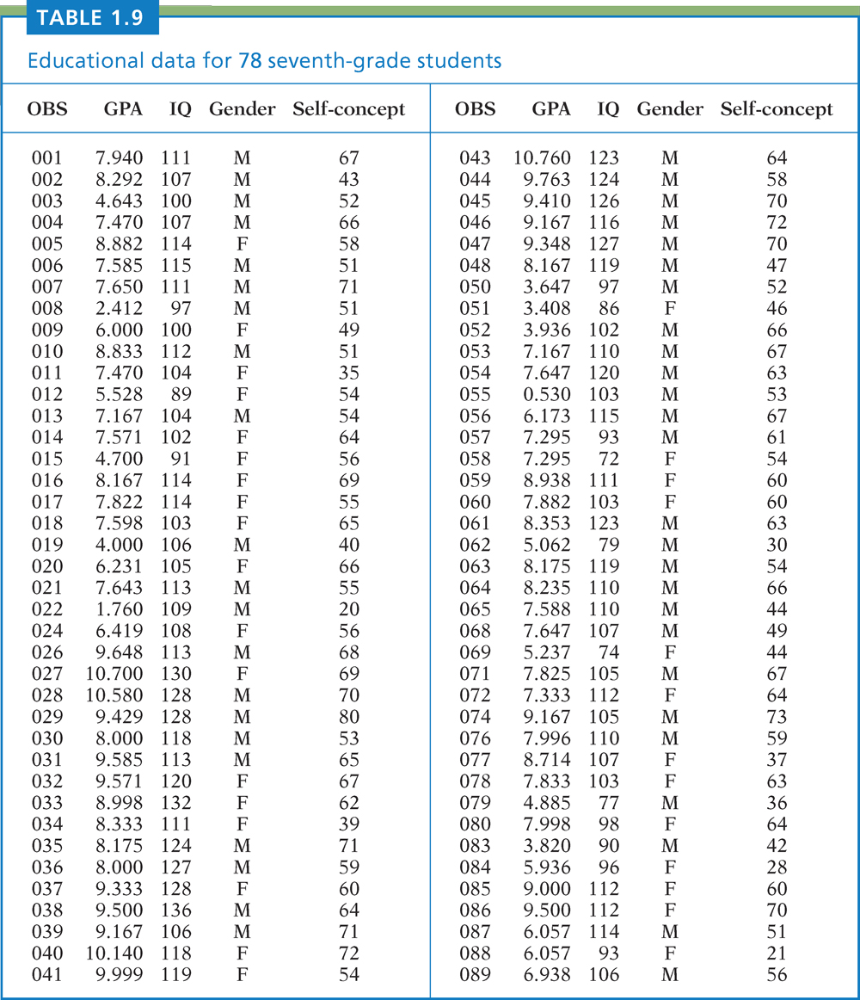 TABLE 1.9
Educational data for 78 seventh-grade students
OBS GPA IQ Gender Self-concept OBS GPA IQ Gender Self-concept
001 7.940 111 M 67 043 10.760 123 M 64
002 8.292 107 M 43 044 9.763 124 M 58
003 4.643 100 M 52 045 9.410 126 M 70
004 7.470 107 M 66 046 9.167 116 M 72
005 8.882 114 F 58 047 9.348 127 M 70
006 7.585 115 M 51 048 8.167 119 M 47
007 7.650 111 M 71 050 3.647 97 M 52
008 2.412 97 M 51 051 3.408 86 F 46
009 6.000 100 F 49 052 3.936 102 M 66
010 8.833 112 M 51 053 7.167 110 M 67
011 7.470 104 F 35 054 7.647 120 M 63
012 5.528 89 F 54 055 0.530 103 M 53
013 7.167 104 M 54 056 6.173 115 M 67
014 7.571 102 F 64 057 7.295 93 M 61
015 4.700 91 F 56 058 7.295 72 F 54
016 8.167 114 F 69 059 8.938 111 F 60
017 7.822 114 F 55 060 7.882 103 F 60
018 7.598 103 F 65 061 8.353 123 M 63
019 4.000 106 M 40 062 5.062 79 M 30
020 6.231 105 F 66 063 8.175 119 M 54
021 7.643 113 M 55 064 8.235 110 M 66
022 1.760 109 M 20 065 7.588 110 M 44
024 6.419 108 F 56 068 7.647 107 M 49
026 9.648 113 M 68 069 5.237 74 F 44
027 10.700 130 F 69 071 7.825 105 M 67
028 10.580 128 M 70 072 7.333 112 F 64
029 9.429 128 M 80 074 9.167 105 M 73
030 8.000 118 M 53 076 7.996 110 M 59
031 9.585 113 M 65 077 8.714 107 F 37
032 9.571 120 F 67 078 7.833 103 F 63
033 8.998 132 F 62 079 4.885 77 M 36
034 8.333 111 F 39 080 7.998 98 F 64
035 8.175 124 M 71 083 3.820 90 M 42
036 8.000 127 M 59 084 5.936 96 F 28
037 9.333 128 F 60 085 9.000 112 F 60
038 9.500 136 M 64 086 9.500 112 F 70
039 9.167 106 M 71 087 6.057 114 M 51
040 10.140 118 F 72 088 6.057 93 F 21
041 9.999 119 F 54 089 6.938 106 M 56